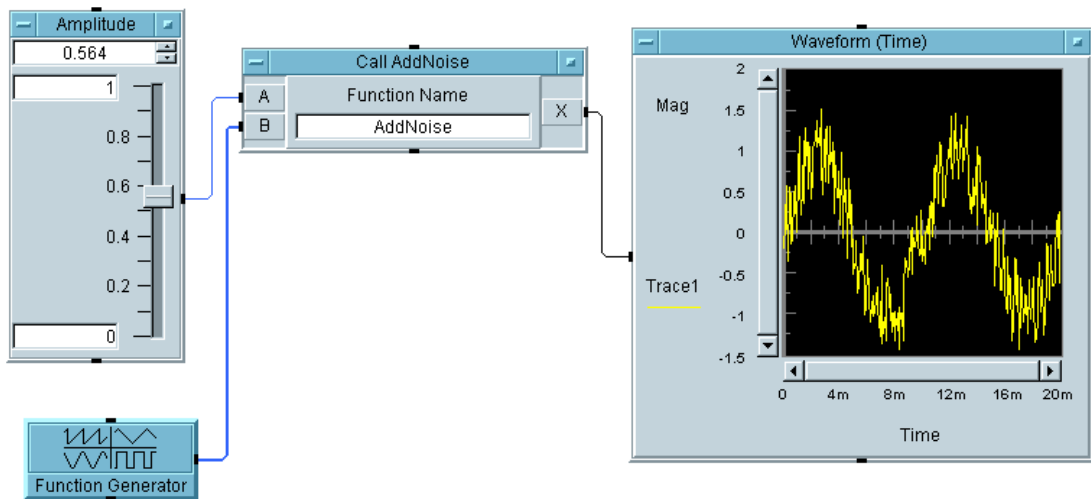 Amplitude
0.564
1
0.8
0.6
0.4
0.2
0
Function Generator
Call AddNoise
A
B
Function Name
AddNoise
X
Waveform (Time)
Mag
Trace1
2
1.5
1
0.5
0
-0.5
-1
-1.5
0 4m 8m 12m 16m 20m
Time